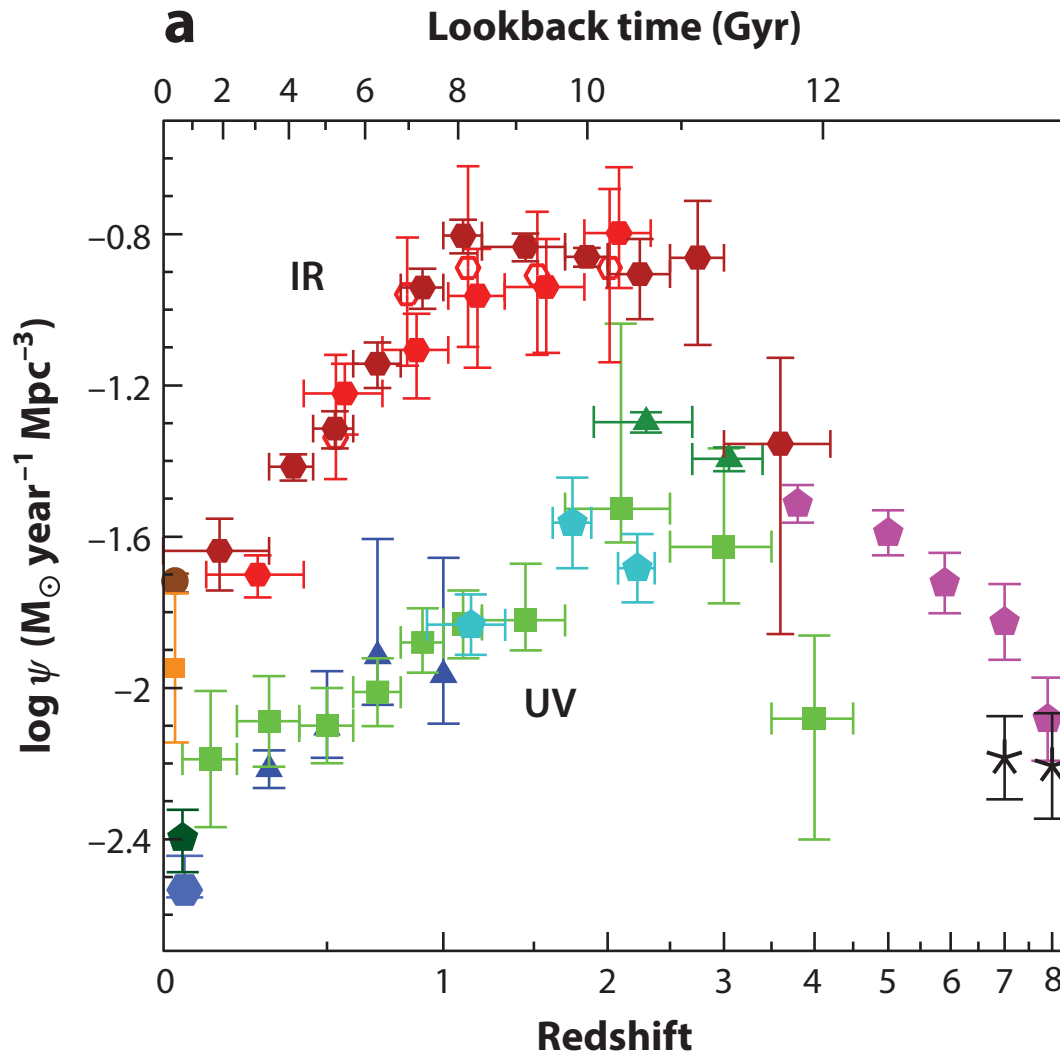 a
Lookback time (Gyr)
0 2 4 6 8 10 12
−0.8
−1.2
−1.6
−2
−2.4
log ψ (M⊙ year−1 Mpc−3)
IR
UV
0 1 2 3 4 5 6 7 8
Redshift